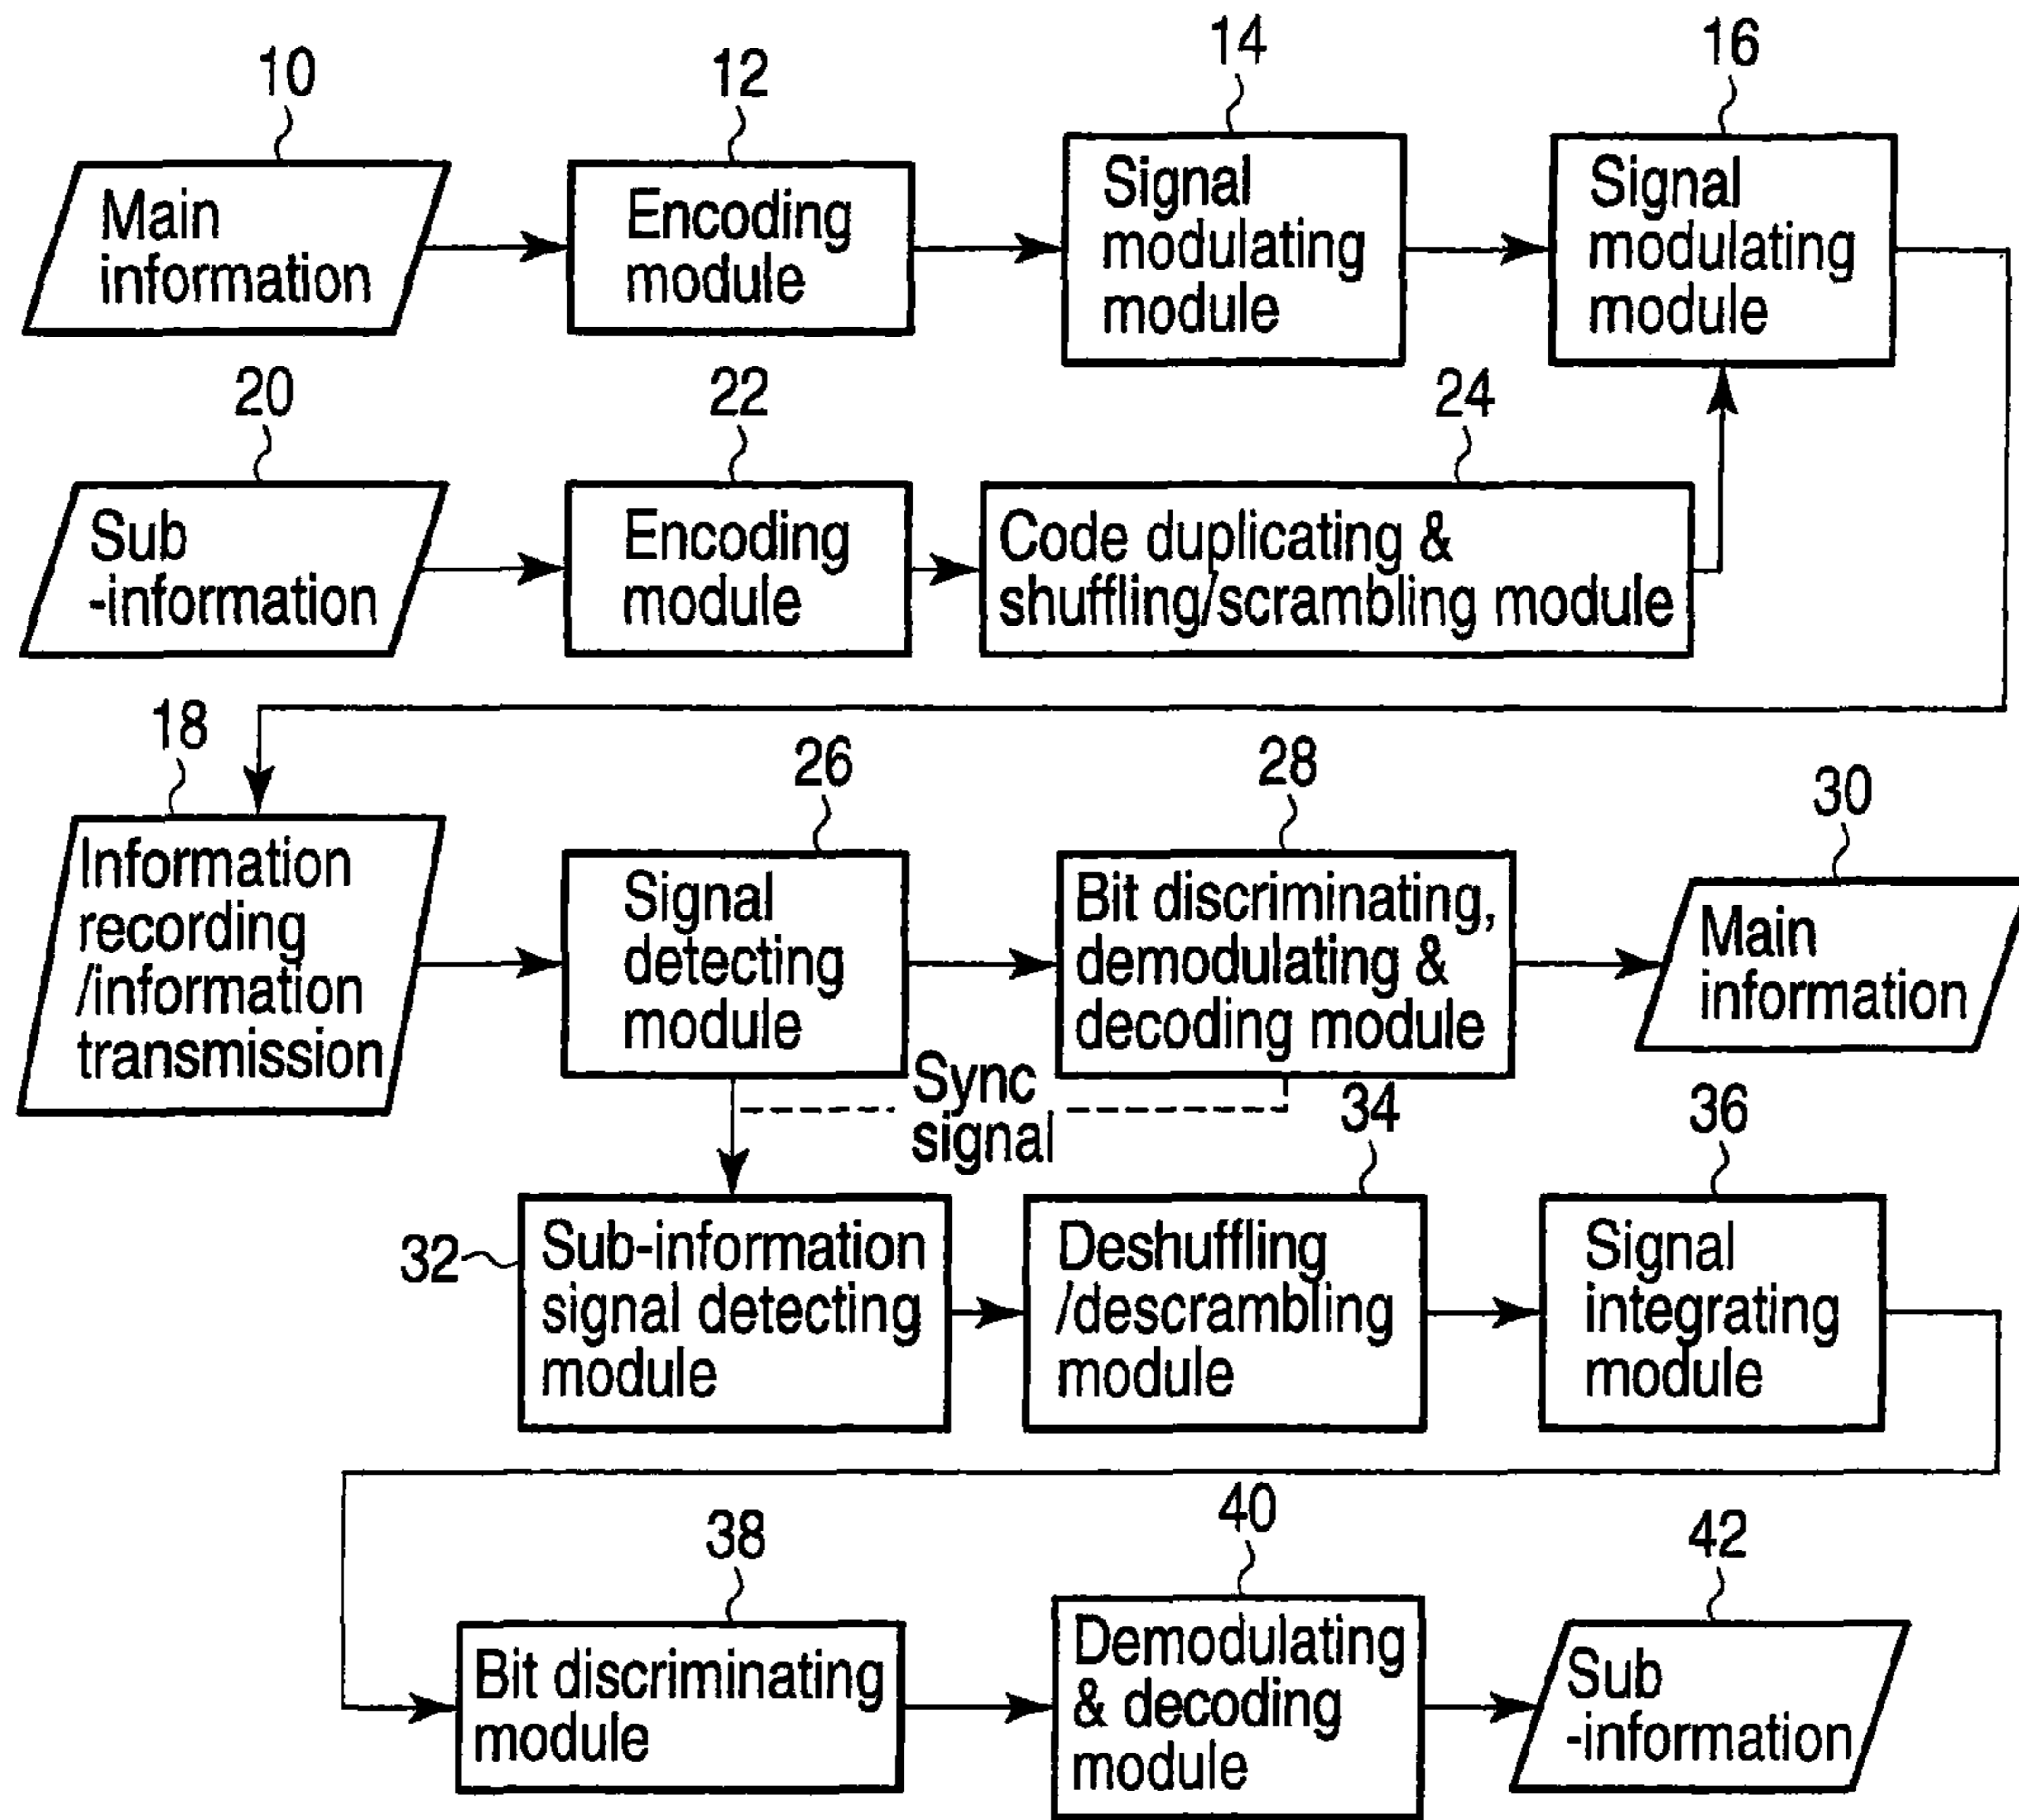 10
12
14
16
Main
information
Encoding
module
Signal
modulating
module
Signal
modulating
module
20
22
24
Sub
-information
Encoding
module
Code duplicating &
shuffling/scrambling module
18
26
28
30
Information
recording
/information
transmission
Signal
detecting
module
Bit discriminating,
demodulating &
decoding module
Main
information
Sync
signal
34
36
32
Sub-information
signal detecting
module
Deshuffling
/descrambling
module
Signal
integrating
module
38
40
42
Bit discriminating
module
Demodulating
& decoding
module
Sub
-information